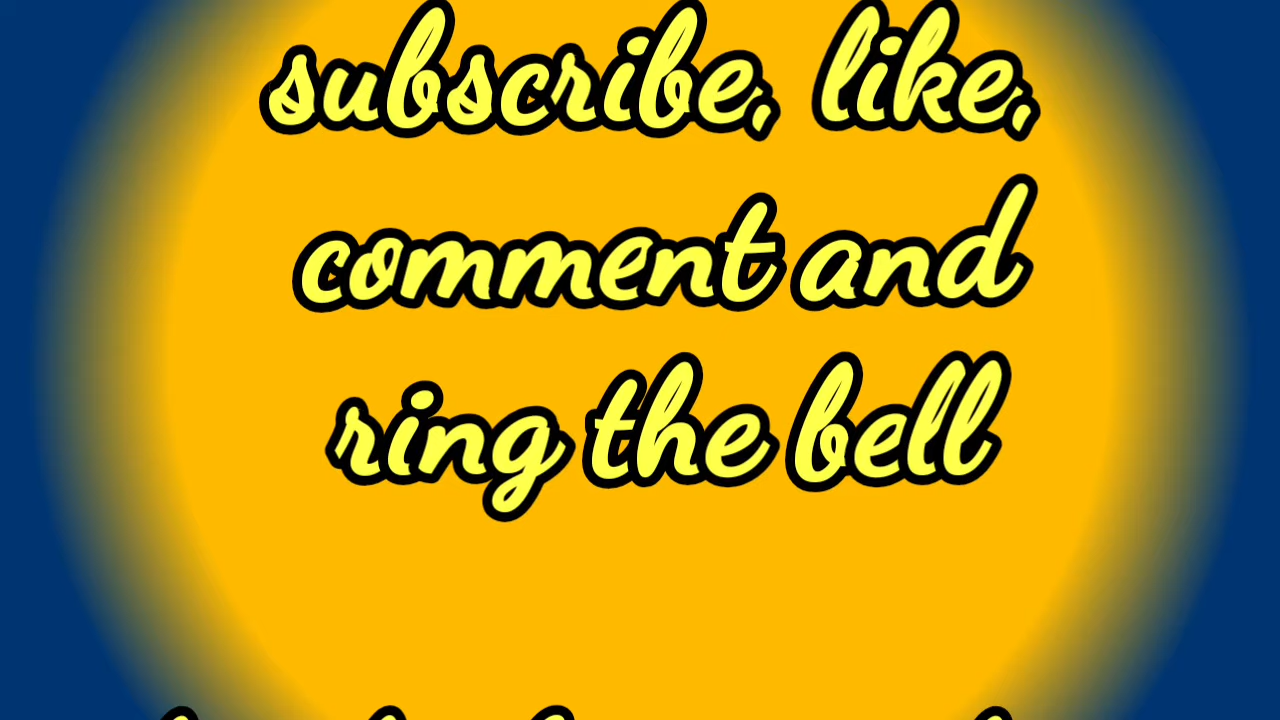 subscribe, like,
comment and
ring the bell